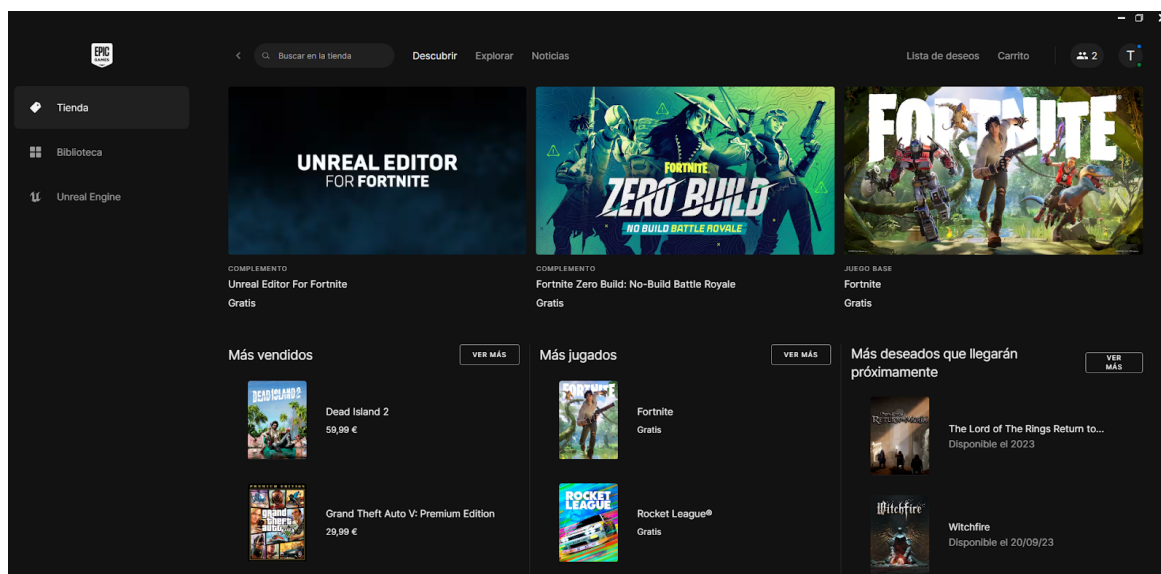 EPIC
GAMES
Buscar en la tienda
Descubrir
Explorar
Noticias
Lista de deseos
Carrito
2
T
Tienda
Biblioteca
Unreal Engine
UNREAL EDITOR
FOR FORTNITE
FORTNITE
ZERO BUILD
NO BUILD BATTLE ROYALE
FORTNITE
COMPLEMENTO
Unreal Editor For Fortnite
Gratis
COMPLEMENTO
Fortnite Zero Build: No-Build Battle Royale
Gratis
JUEGO BASE
Fortnite
Gratis
Más vendidos
VER MÁS
DEAD ISLAND 2
Dead Island 2
59,99 €
PREMIUM EDITION
grand
theft
auto
Grand Theft Auto V: Premium Edition
29,99 €
Más jugados
VER MÁS
FORTNITE
Fortnite
Gratis
ROCKET
LEAGUE
Rocket League®
Gratis
Más deseados que llegarán
próximamente
VER
MÁS
The Lord of The Rings Return to...
Disponible el 2023
Witchfire
Witchfire
Disponible el 20/09/23